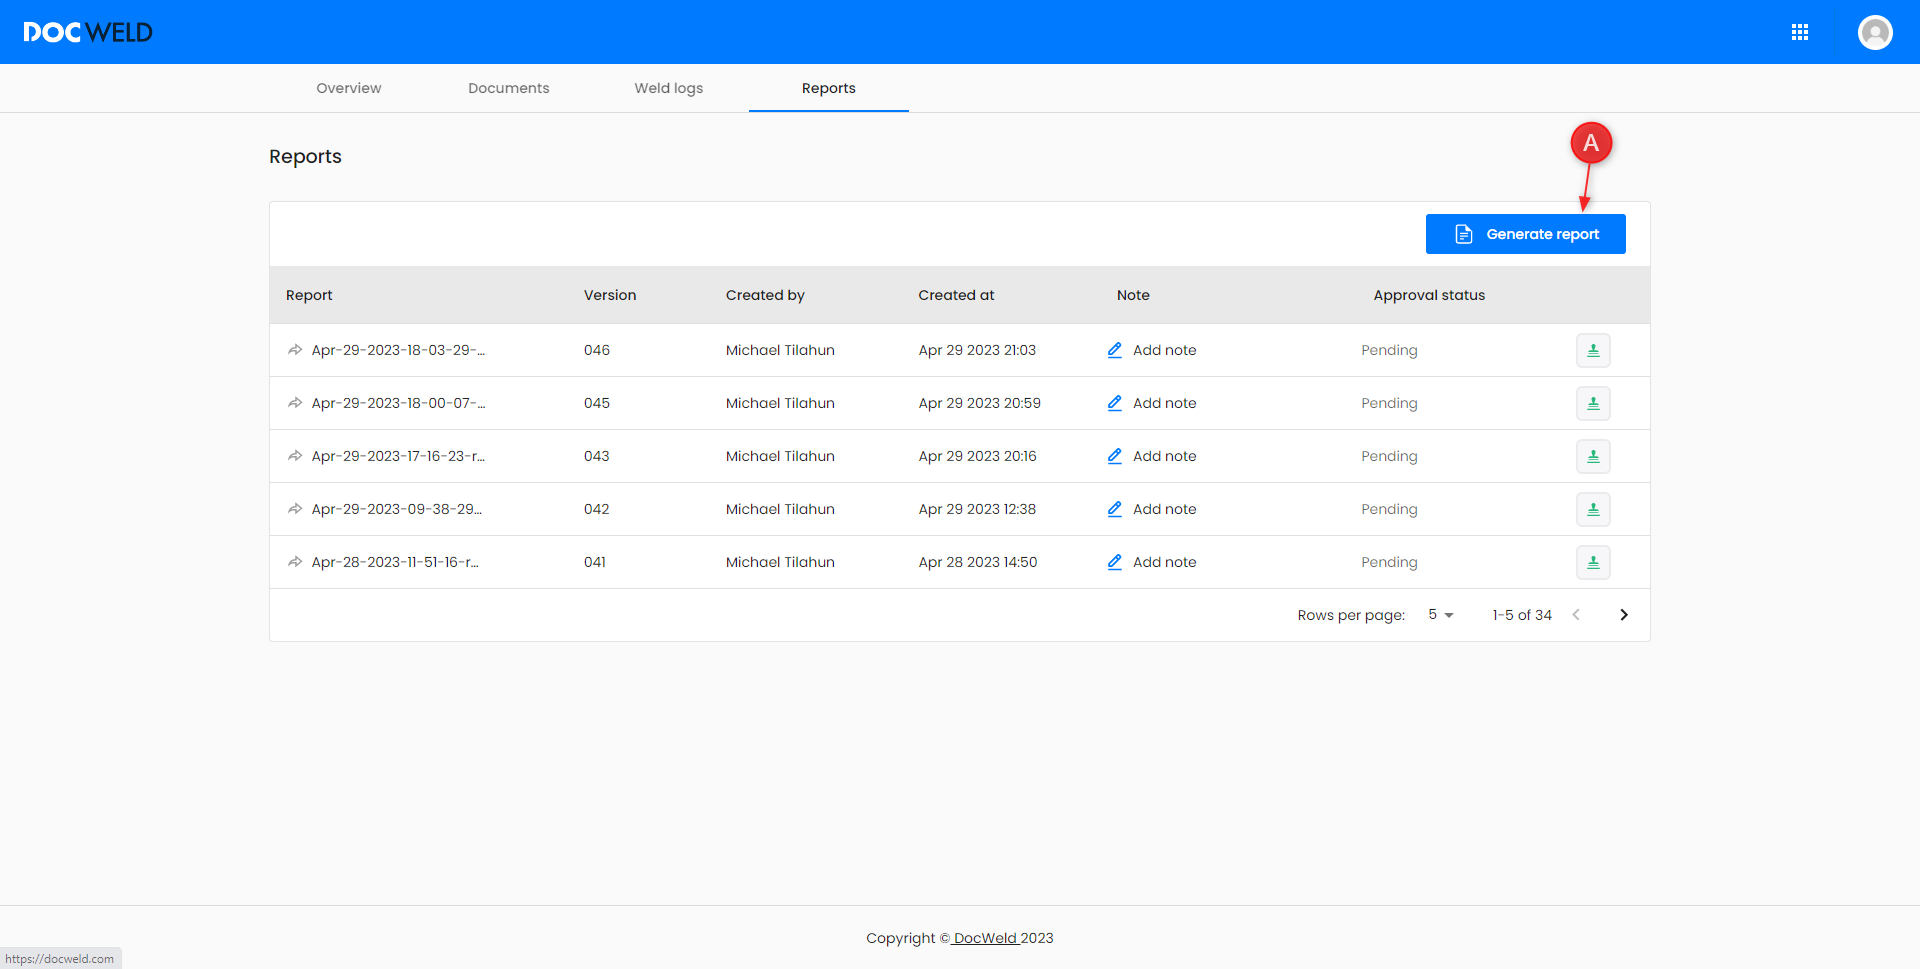 DOCWELD
Overview Documents Weld logs Reports
A
Reports
Generate report
Report Version Created by Created at Note Approval status
Apr-29-2023-18-03-29-... 046 Michael Tilahun Apr 29 2023 21:03 Add note Pending
Apr-29-2023-18-00-07-... 045 Michael Tilahun Apr 29 2023 20:59 Add note Pending
Apr-29-2023-17-16-23-r... 043 Michael Tilahun Apr 29 2023 20:16 Add note Pending
Apr-29-2023-09-38-29... 042 Michael Tilahun Apr 29 2023 12:38 Add note Pending
Apr-28-2023-11-51-16-r... 041 Michael Tilahun Apr 28 2023 14:50 Add note Pending
Rows per page: 5 1-5 of 34
Copyright © DocWeld 2023
https://docweld.com